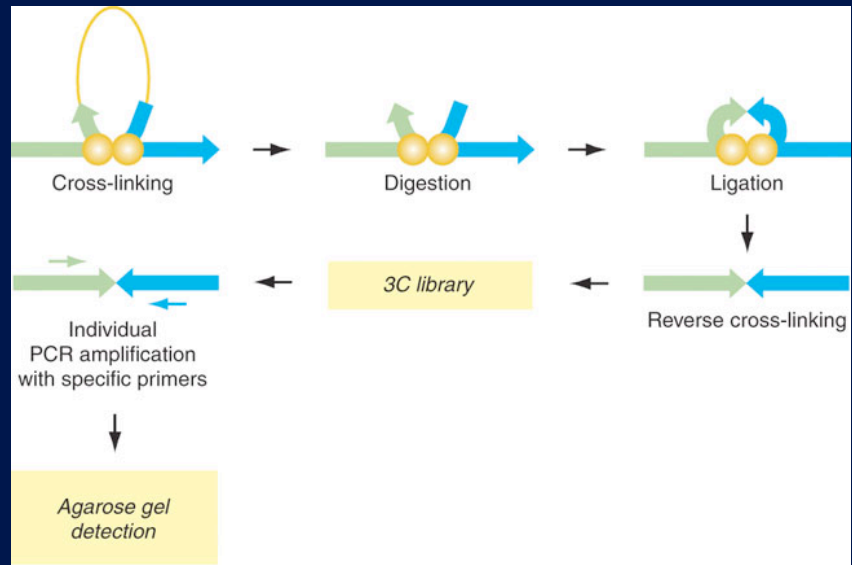 Cross-linking
Digestion
Ligation
Reverse cross-linking
3C library
Individual
PCR amplification
with specific primers
Agarose gel
detection